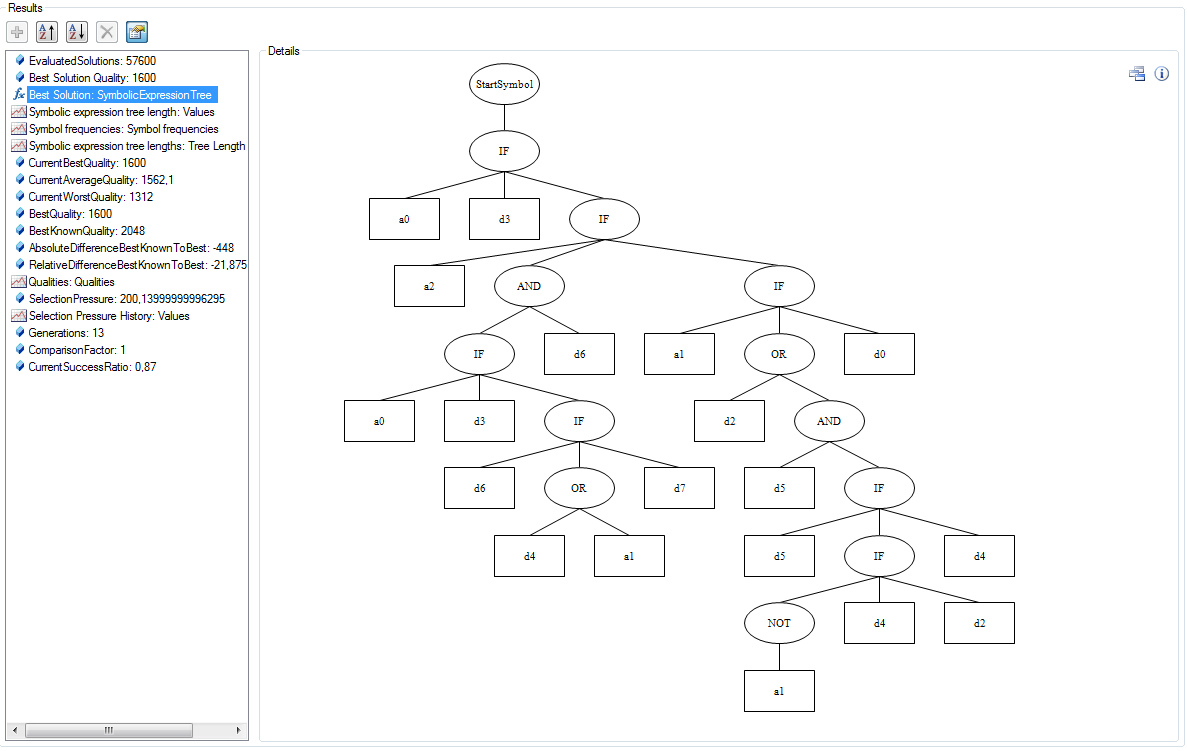 Results
EvaluatedSolutions: 57600
Best Solution Quality: 1600
Best Solution: SymbolicExpressionTree
Symbolic expression tree length: Values
Symbol frequencies: Symbol frequencies
Symbolic expression tree lengths: Tree Length
CurrentBestQuality: 1600
CurrentAverageQuality: 1562,1
CurrentWorstQuality: 1312
BestQuality: 1600
BestKnownQuality: 2048
AbsoluteDifferenceBestKnownToBest: -448
RelativeDifferenceBestKnownToBest: -21,875
Qualities: Qualities
SelectionPressure: 200,13999999996295
Selection Pressure History: Values
Generations: 13
ComparisonFactor: 1
CurrentSuccessRatio: 0,87
Details
StartSymbol
IF
a0 d3 IF
a2 AND IF
IF d6 a1 OR d0
a0 d3 IF d2 AND
d6 OR d7 d5 IF
d4 a1 d5 IF d4
NOT d4 d2
a1